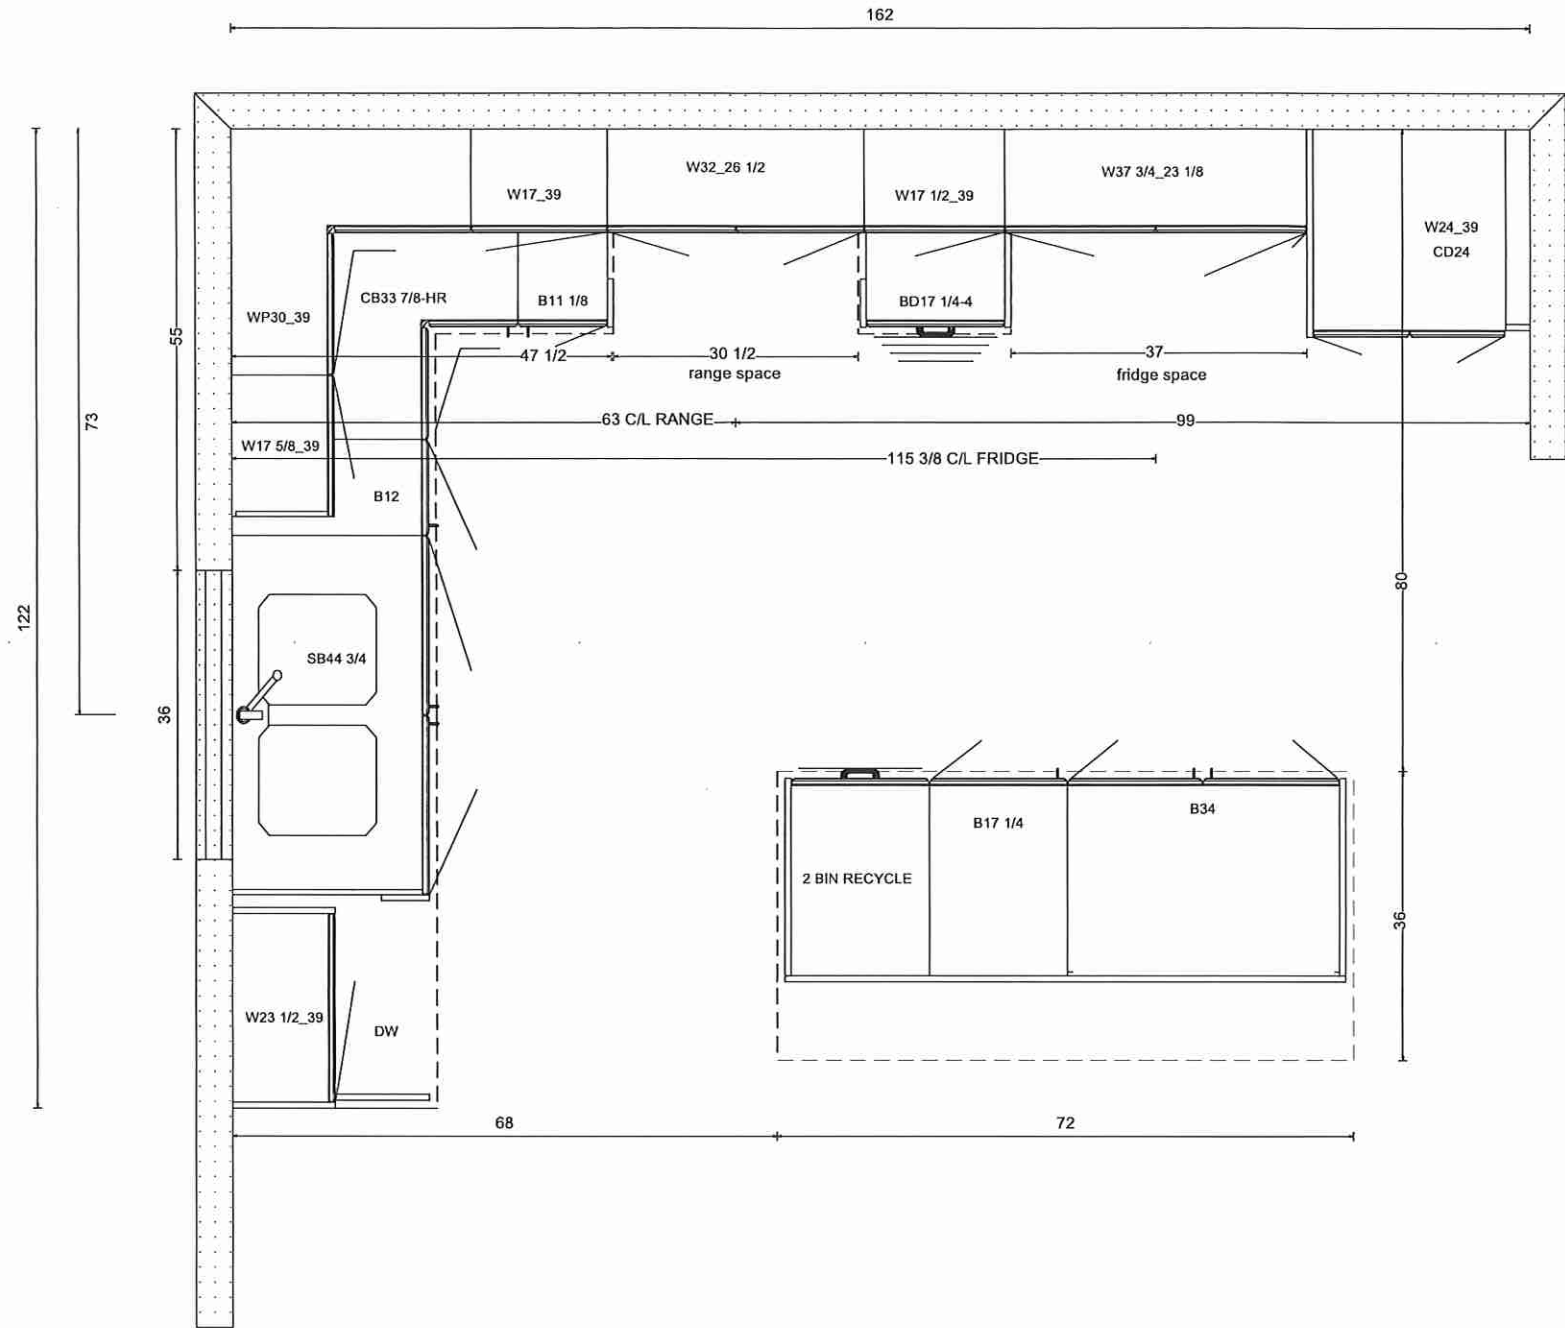 162
W17_39
W32_26 1/2
W17 1/2_39
W37 3/4_23 1/8
W24_39
CD24
WP30_39
CB33 7/8-HR
B11 1/8
BD17 1/4-4
55
47 1/2
30 1/2
range space
37
fridge space
73
63 C/L RANGE
99
W17 5/8_39
115 3/8 C/L FRIDGE
B12
80
122
36
SB44 3/4
B17 1/4
B34
2 BIN RECYCLE
36
W23 1/2_39
DW
68
72